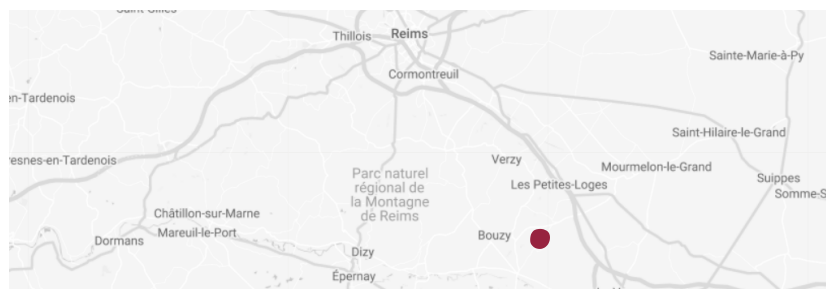 Reims
Thillois
Cormontreuil
Sainte-Marie-à-Py
en-Tardenois
Saint-Hilaire-le-Grand
resnes-en-Tardenois
Verzy
Mourmelon-le-Grand
Parc naturel
régional de
la Montagne
de Reims
Les Petites-Loges
Suippes
Somme-S
Châtillon-sur-Marne
Mareuil-le-Port
Dormans
Bouzy
Dizy
Épernay